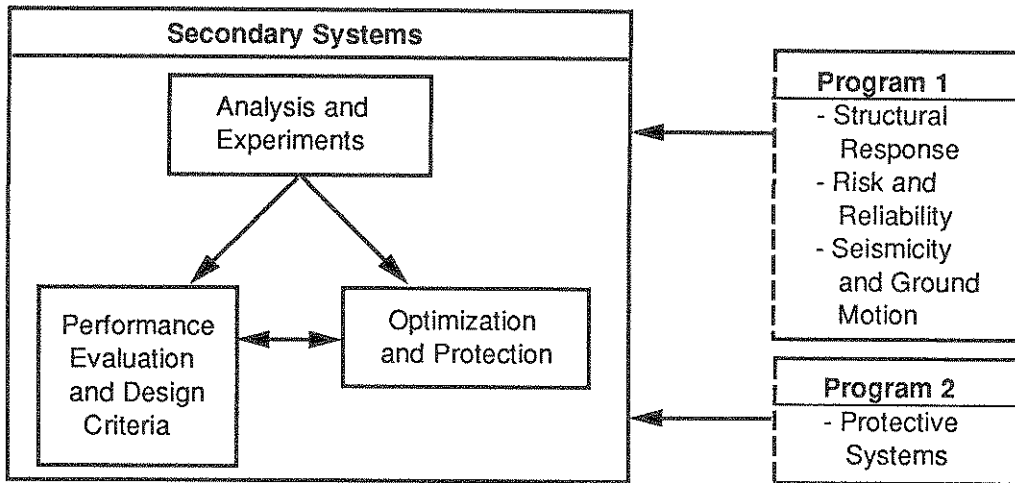 Secondary Systems
Analysis and
Experiments
Performance
Evaluation
and Design
Criteria
Optimization
and Protection
Program 1
- Structural
Response
- Risk and
Reliability
- Seismicity
and Ground
Motion
Program 2
- Protective
Systems